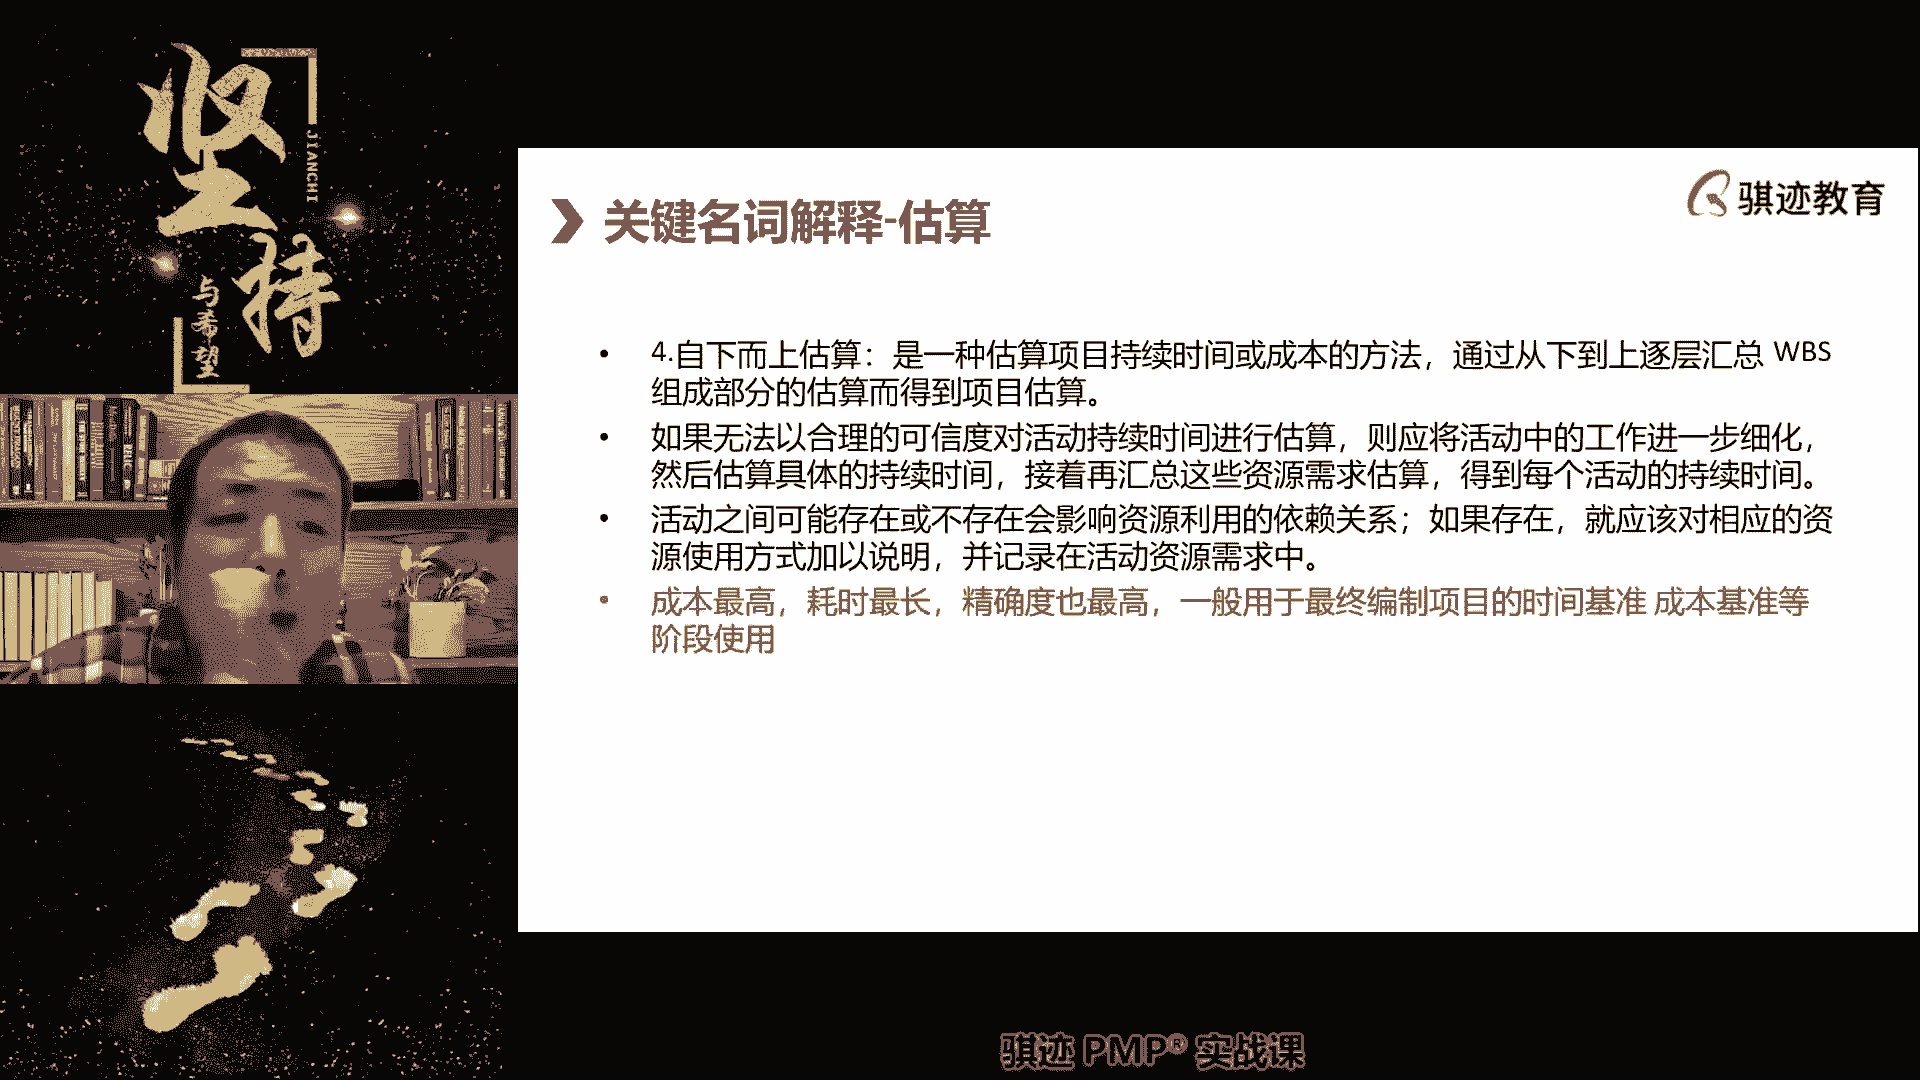 坚持
JIANCHI
与希望
骐迹教育
关键名词解释-估算
• 4.自下而上估算：是一种估算项目持续时间或成本的方法，通过从下到上逐层汇总 WBS
组成部分的估算而得到项目估算。
• 如果无法以合理的可信度对活动持续时间进行估算，则应将活动中的工作进一步细化，
然后估算具体的持续时间，接着再汇总这些资源需求估算，得到每个活动的持续时间。
• 活动之间可能存在或不存在会影响资源利用的依赖关系；如果存在，就应该对相应的资
源使用方式加以说明，并记录在活动资源需求中。
• 成本最高，耗时最长，精确度也最高，一般用于最终编制项目的时间基准 成本基准等
阶段使用
骐迹 PMP® 实战课